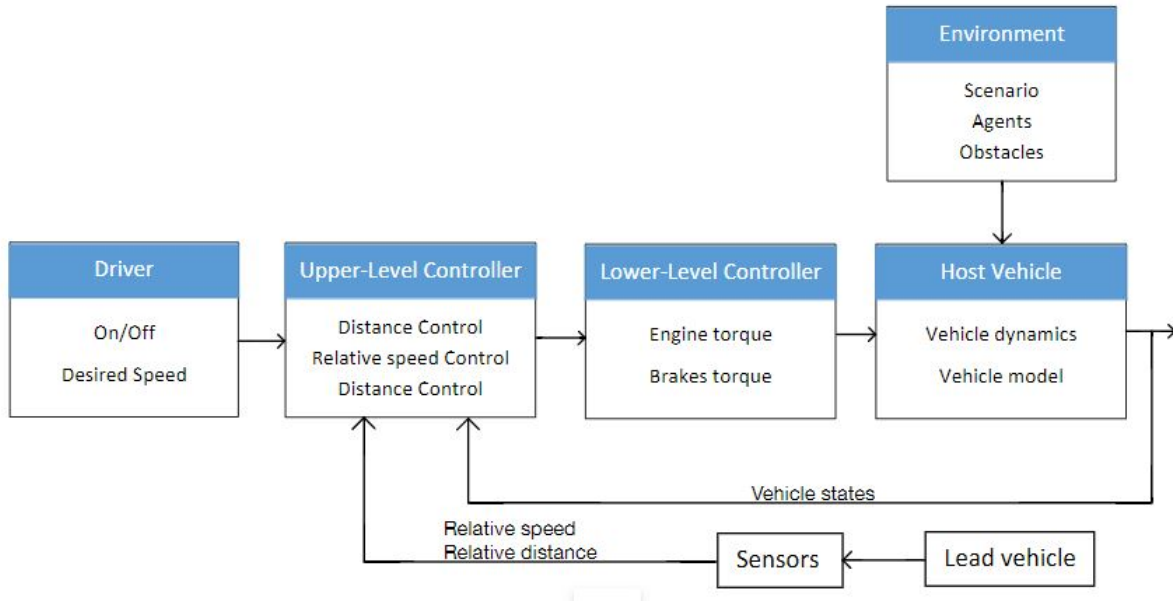 Environment
Scenario
Agents
Obstacles
Driver
On/Off
Desired Speed
Upper-Level Controller
Distance Control
Relative speed Control
Distance Control
Lower-Level Controller
Engine torque
Brakes torque
Host Vehicle
Vehicle dynamics
Vehicle model
Vehicle states
Relative speed
Relative distance
Sensors
Lead vehicle